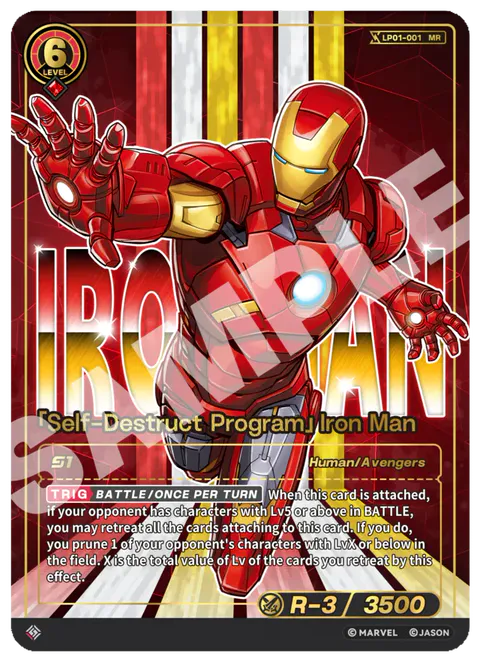 6
LEVEL
LP01-001 MR
IRON MAN
SAMPLE
「Self-Destruct Program」Iron Man
S1
Human/Avengers
TRIG BATTLE/ONCE PER TURN When this card is attached,
if your opponent has characters with Lv5 or above in BATTLE,
you may retreat all the cards attaching to this card. If you do,
you prune 1 of your opponent's characters with LvX or below in
the field. X is the total value of Lv of the cards you retreat by this
effect.
R-3 / 3500
©MARVEL ©JASON